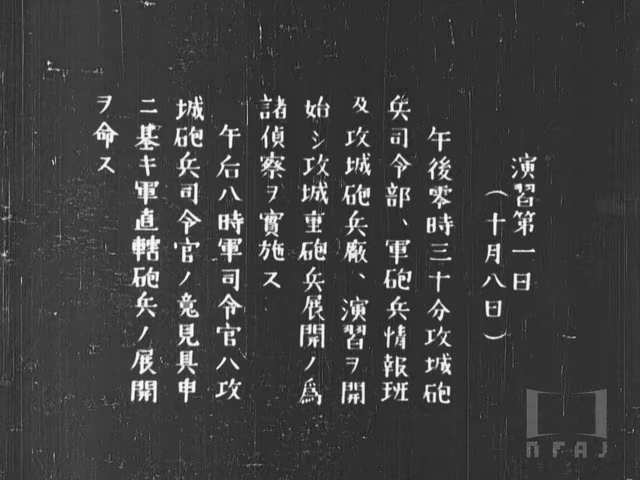 演習第一日
(十月八日)
午後零時三十分攻城砲
兵司令部、軍砲兵情報班
及攻城砲兵廠、演習ヲ開
始シ攻城重砲兵展開ノ爲
諸偵察ヲ實施ス
午后八時軍司令官ハ攻
城砲兵司令官ノ意見具申
ニ基キ軍直轄砲兵ノ展開
ヲ命ス
NFAJ